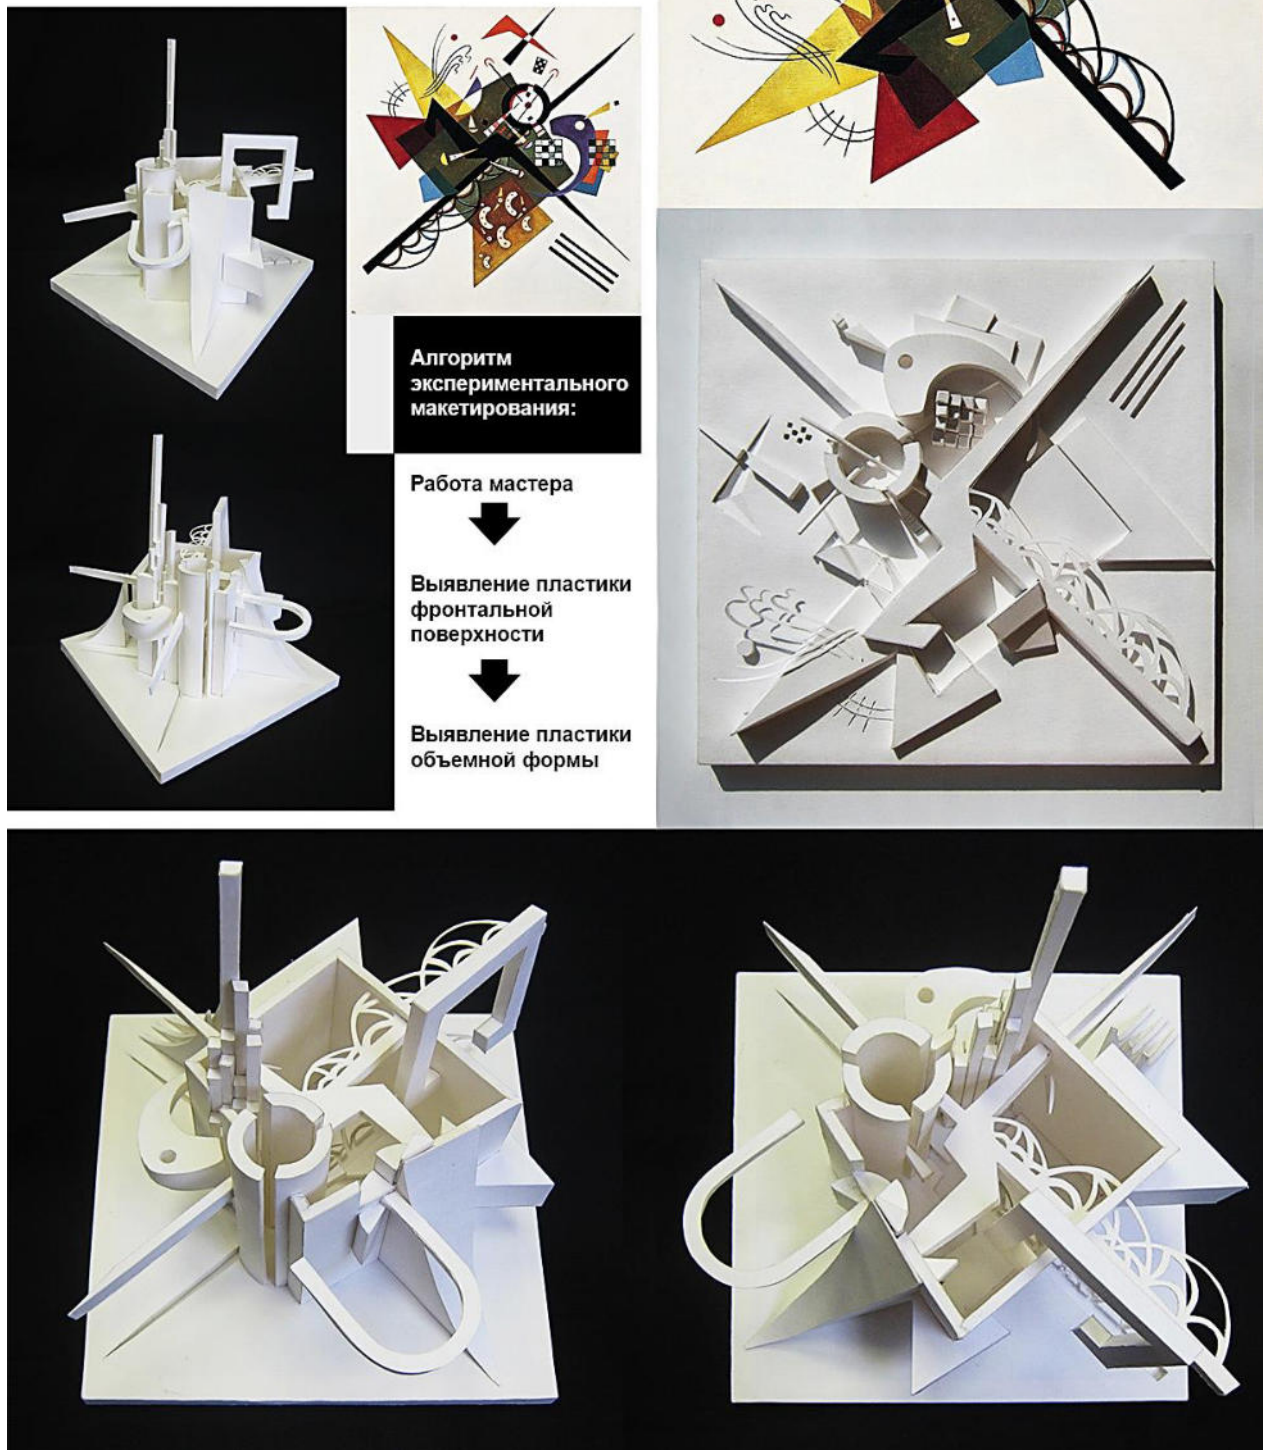 Алгоритм
экспериментального
макетирования:
Работа мастера
Выявление пластики
фронтальной
поверхности
Выявление пластики
объемной формы